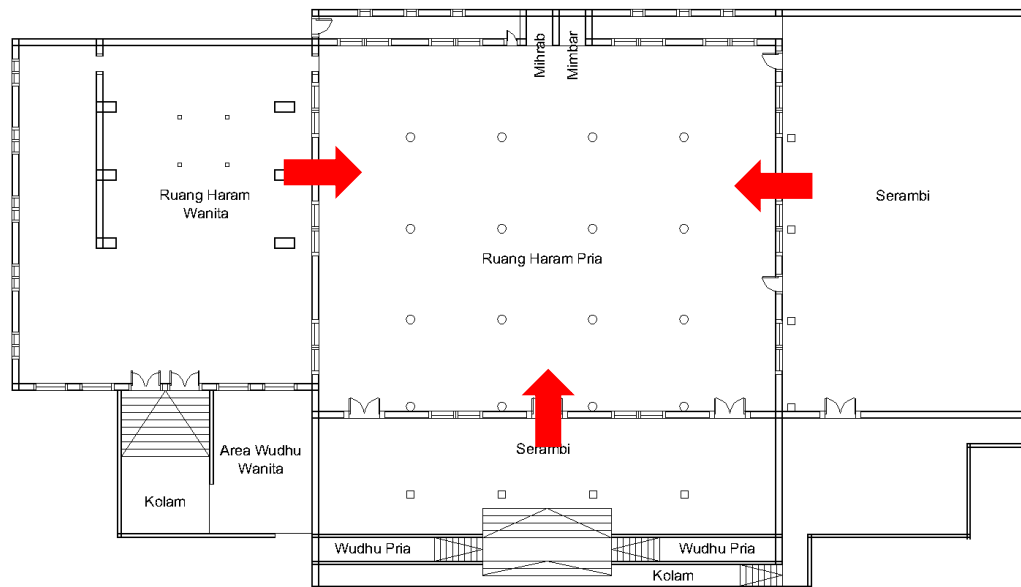 Mihrab
Mimbar
Ruang Haram
Wanita
Serambi
Ruang Haram Pria
Serambi
Area Wudhu
Wanita
Kolam
Wudhu Pria
Wudhu Pria
Kolam